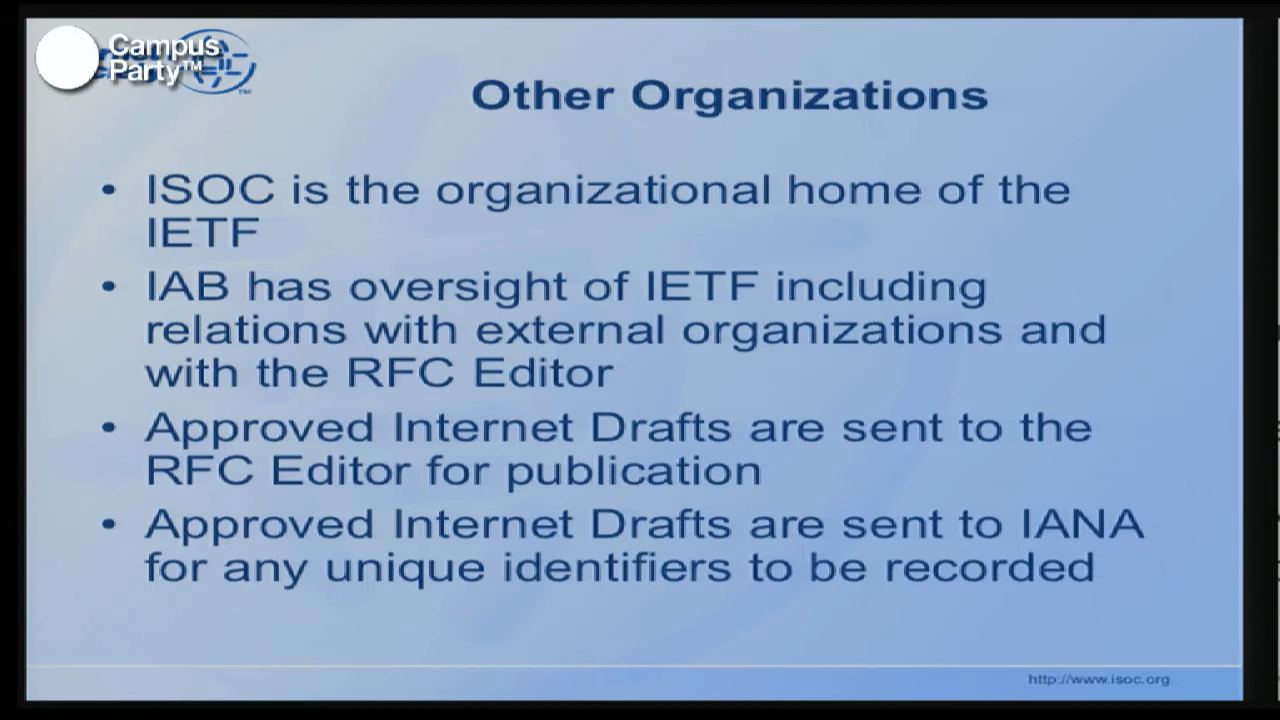 Campus
Party™
Other Organizations
• ISOC is the organizational home of the
IETF
• IAB has oversight of IETF including
relations with external organizations and
with the RFC Editor
• Approved Internet Drafts are sent to the
RFC Editor for publication
• Approved Internet Drafts are sent to IANA
for any unique identifiers to be recorded
http://www.isoc.org